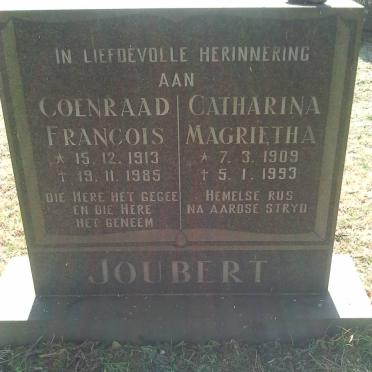 IN LIEFDEVOLLE HERINNERING
AAN
COENRAAD
FRANCOIS
* 15.12.1913
† 19.11.1985
DIE HERE HET GEGEE
EN DIE HERE
HET GENEEM
CATHARINA
MAGRIETHA
* 7.3.1909
† 5.1.1993
HEMELSE RUS
NA AARDSE STRYD
JOUBERT